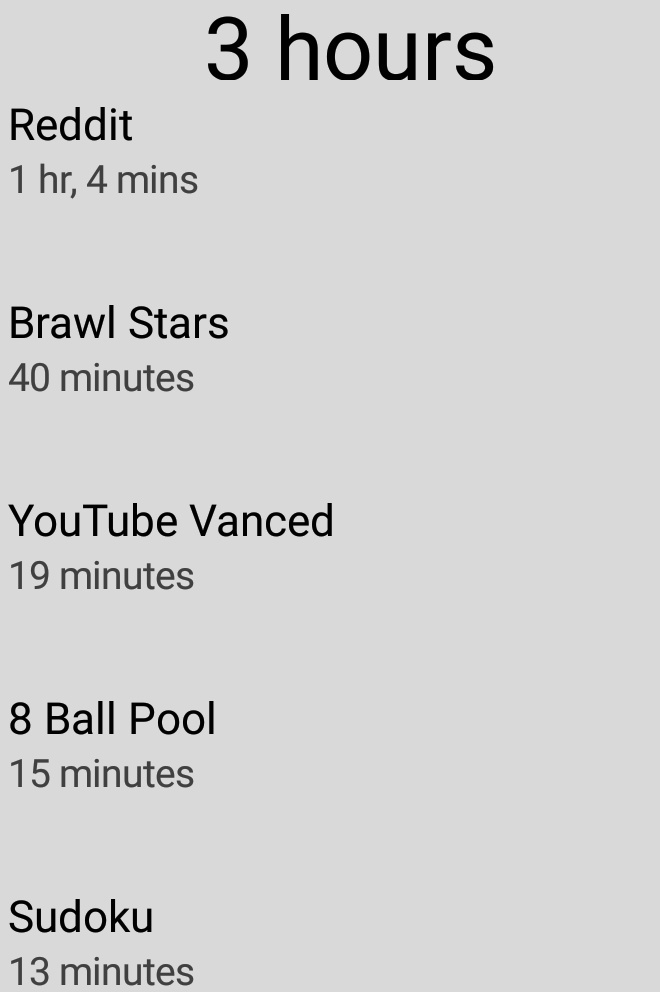 3 hours
Reddit
1 hr, 4 mins
Brawl Stars
40 minutes
YouTube Vanced
19 minutes
8 Ball Pool
15 minutes
Sudoku
13 minutes